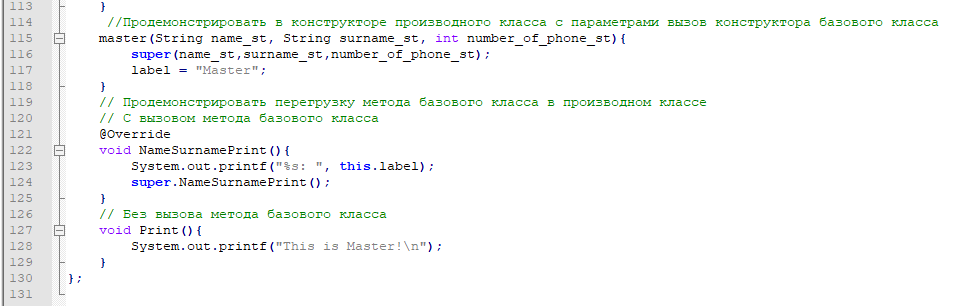 113 }
114 //Продемонстрировать в конструкторе производного класса с параметрами вызов конструктора базового класса
115 master(String name_st, String surname_st, int number_of_phone_st){
116 super(name_st,surname_st,number_of_phone_st);
117 label = "Master";
118 }
119 // Продемонстрировать перегрузку метода базового класса в производном классе
120 // С вызовом метода базового класса
121 @Override
122 void NameSurnamePrint(){
123 System.out.printf("%s: ", this.label);
124 super.NameSurnamePrint();
125 }
126 // Без вызова метода базового класса
127 void Print(){
128 System.out.printf("This is Master!\n");
129 }
130 };
131